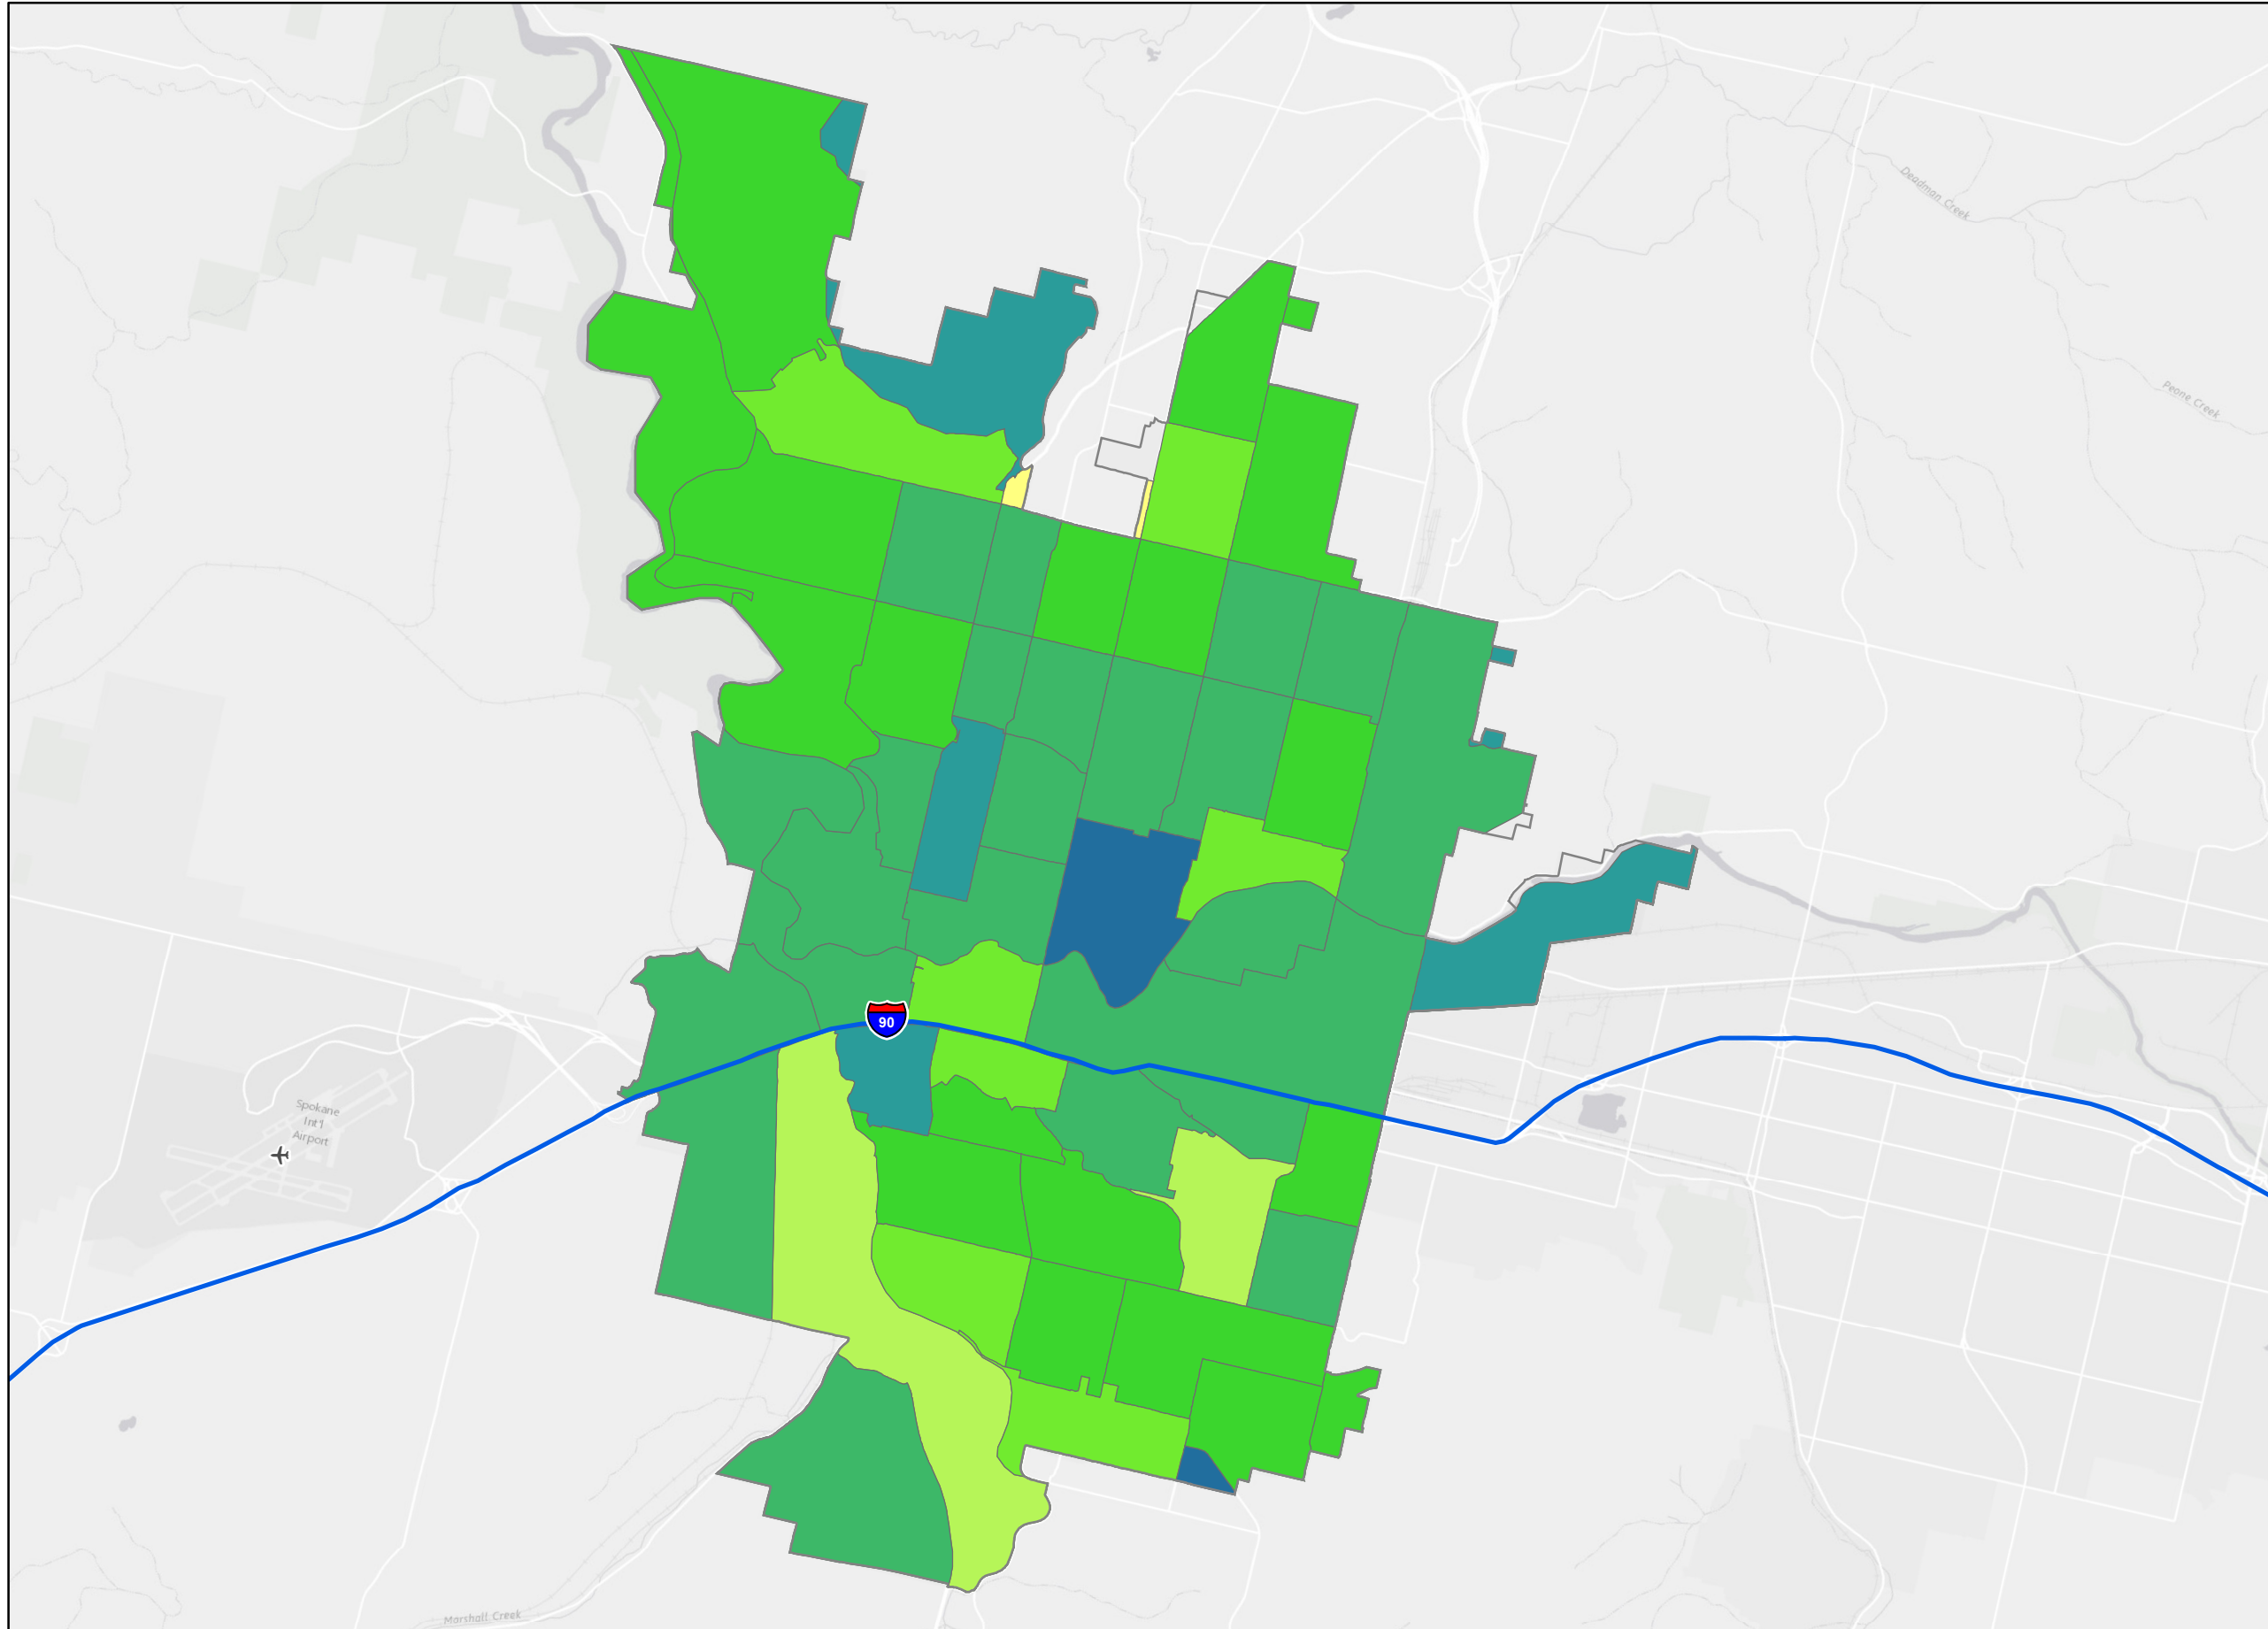 Deadman Creek
Peone Creek
90
Spokane
Int'l
Airport
Marshall Creek